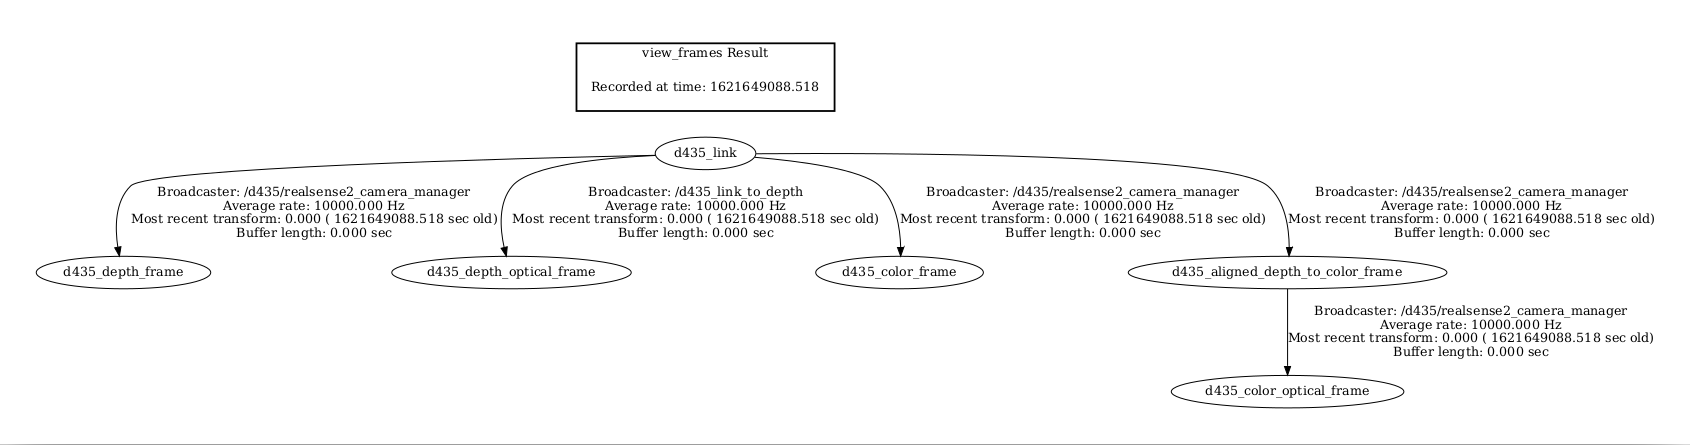 view_frames Result
Recorded at time: 1621649088.518
d435_link
Broadcaster: /d435/realsense2_camera_manager
Average rate: 10000.000 Hz
Most recent transform: 0.000 ( 1621649088.518 sec old)
Buffer length: 0.000 sec
Broadcaster: /d435_link_to_depth
Average rate: 10000.000 Hz
Most recent transform: 0.000 ( 1621649088.518 sec old)
Buffer length: 0.000 sec
Broadcaster: /d435/realsense2_camera_manager
Average rate: 10000.000 Hz
Most recent transform: 0.000 ( 1621649088.518 sec old)
Buffer length: 0.000 sec
Broadcaster: /d435/realsense2_camera_manager
Average rate: 10000.000 Hz
Most recent transform: 0.000 ( 1621649088.518 sec old)
Buffer length: 0.000 sec
d435_depth_frame
d435_depth_optical_frame
d435_color_frame
d435_aligned_depth_to_color_frame
Broadcaster: /d435/realsense2_camera_manager
Average rate: 10000.000 Hz
Most recent transform: 0.000 ( 1621649088.518 sec old)
Buffer length: 0.000 sec
d435_color_optical_frame